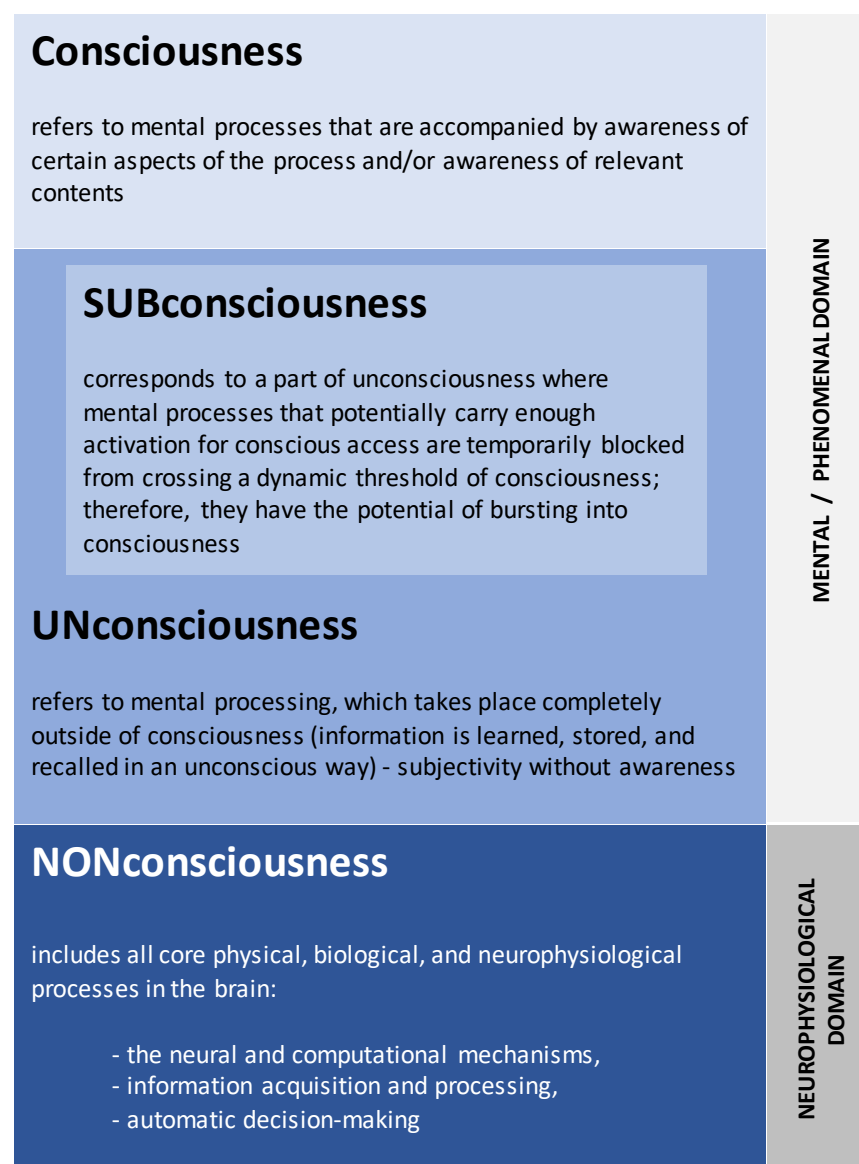 Consciousness
refers to mental processes that are accompanied by awareness of
certain aspects of the process and/or awareness of relevant
contents
SUBconsciousness
corresponds to a part of unconsciousness where
mental processes that potentially carry enough
activation for conscious access are temporarily blocked
from crossing a dynamic threshold of consciousness;
therefore, they have the potential of bursting into
consciousness
UNconsciousness
refers to mental processing, which takes place completely
outside of consciousness (information is learned, stored, and
recalled in an unconscious way) - subjectivity without awareness
MENTAL / PHENOMENAL DOMAIN
NONconsciousness
includes all core physical, biological, and neurophysiological
processes in the brain:
- the neural and computational mechanisms,
- information acquisition and processing,
- automatic decision-making
NEUROPHYSIOLOGICAL
DOMAIN